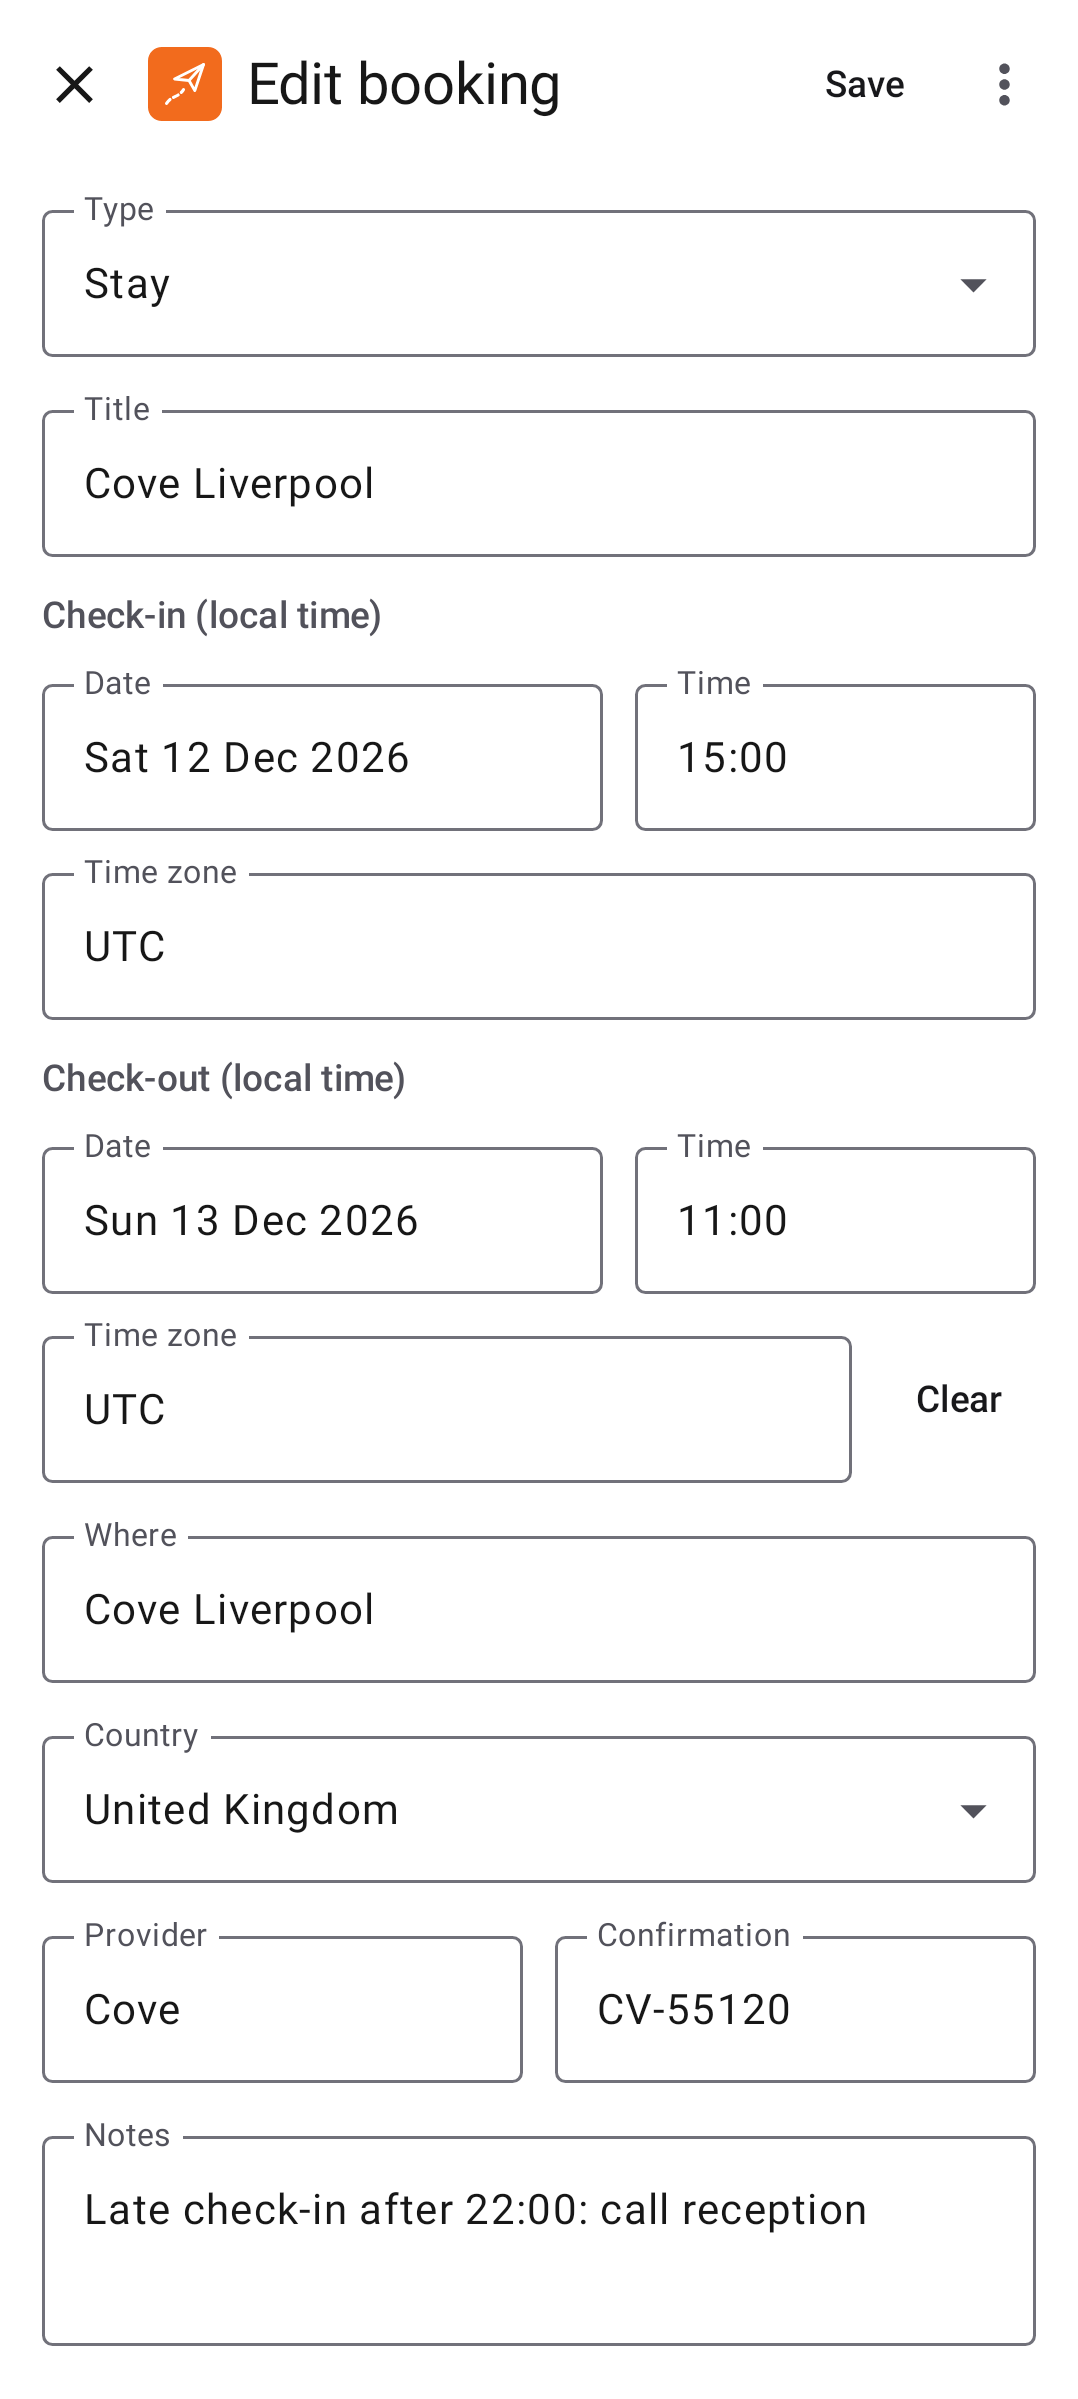 Edit booking
Save
Type
Stay
Title
Cove Liverpool
Check-in (local time)
Date
Sat 12 Dec 2026
Time
15:00
Time zone
UTC
Check-out (local time)
Date
Sun 13 Dec 2026
Time
11:00
Time zone
UTC
Clear
Where
Cove Liverpool
Country
United Kingdom
Provider
Cove
Confirmation
CV-55120
Notes
Late check-in after 22:00: call reception